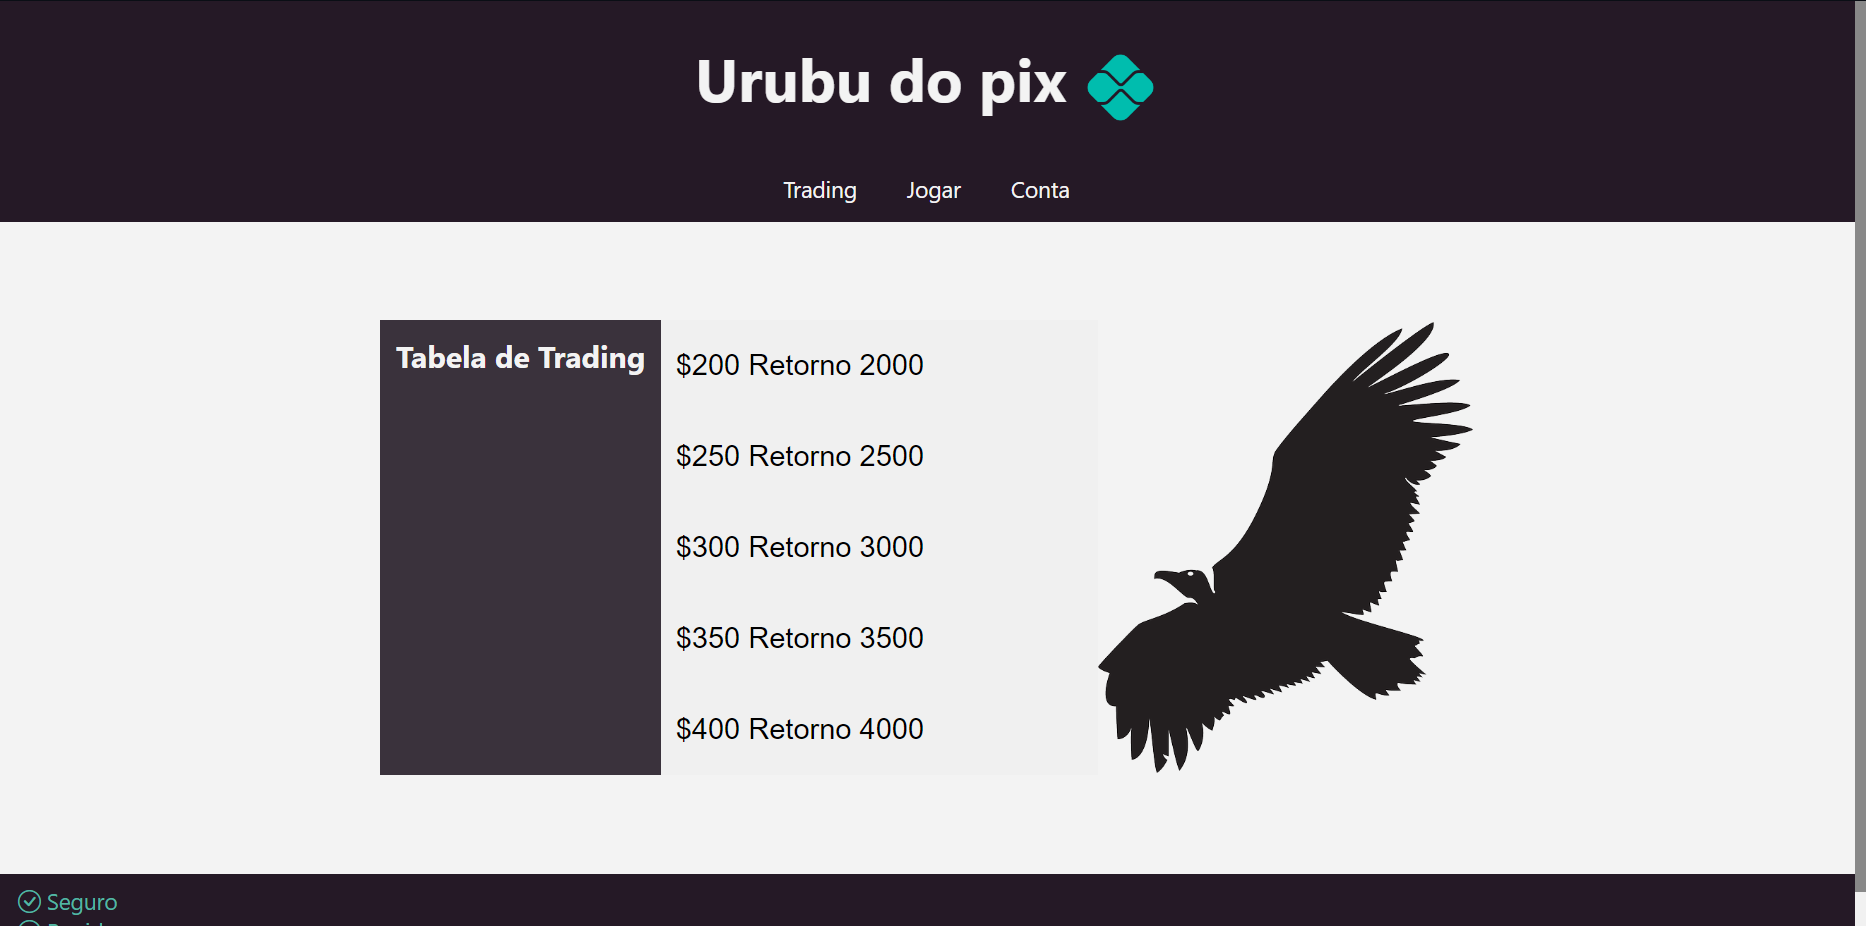 Urubu do pix
Trading Jogar Conta
Tabela de Trading
$200 Retorno 2000
$250 Retorno 2500
$300 Retorno 3000
$350 Retorno 3500
$400 Retorno 4000
Seguro